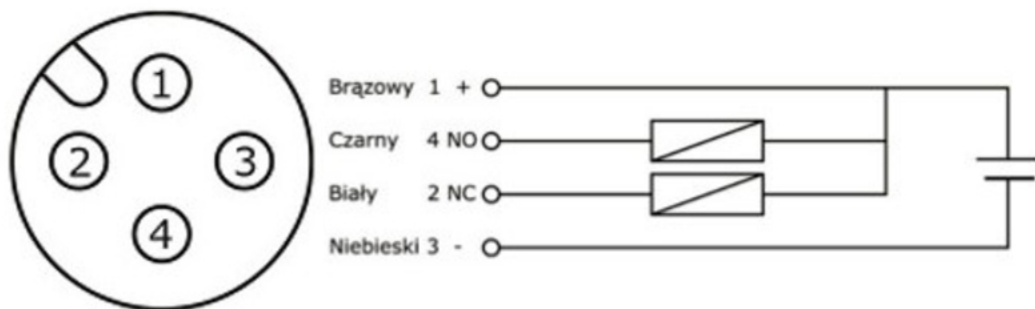 1
2
3
4
Brązowy 1 +
Czarny 4 NO
Biały 2 NC
Niebieski 3 -